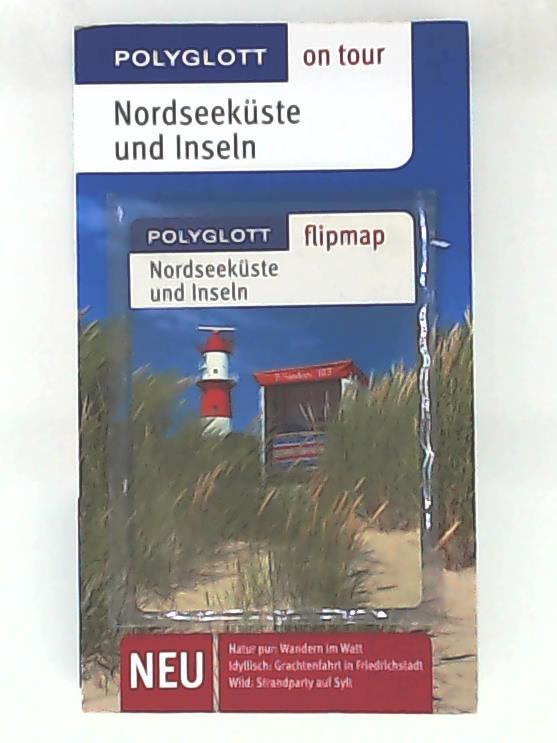 POLYGLOTT on tour
Nordseeküste
und Inseln
POLYGLOTT flipmap
Nordseeküste
und Inseln
NEU
Natur pur: Wandern im Watt
Idyllisch: Grachtenfahrt in Friedrichstadt
Wild: Strandparty auf Sylt